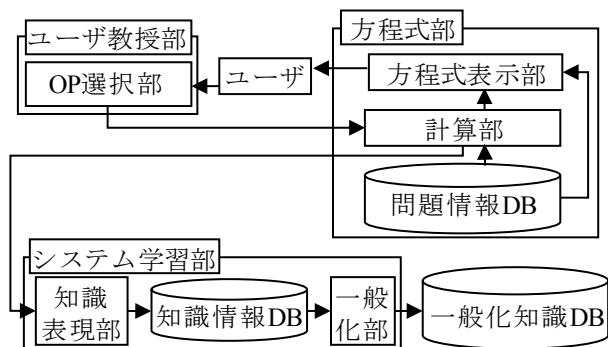 ユーザ教授部
OP選択部
ユーザ
方程式部
方程式表示部
計算部
問題情報DB
システム学習部
知識
表現部
知識情報DB
一般
化部
一般化知識DB